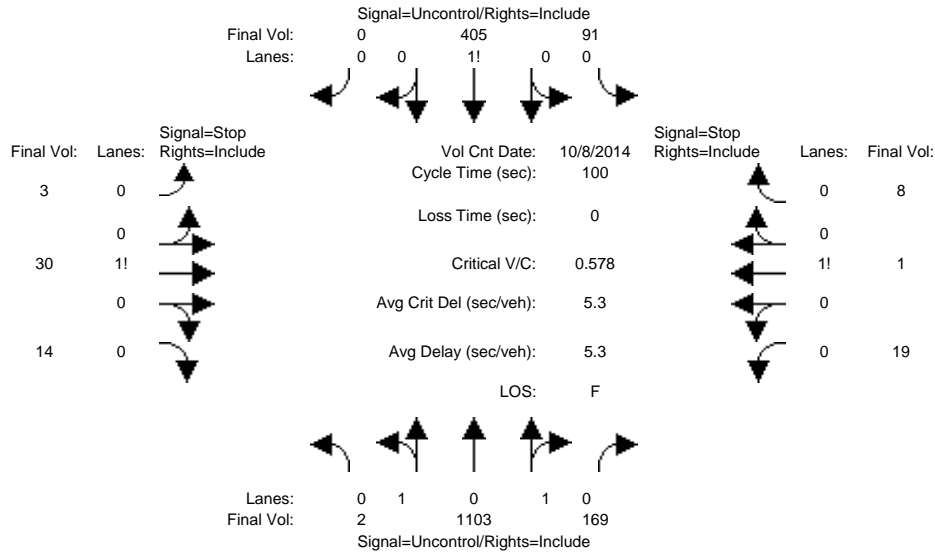 Signal=Uncontrol/Rights=Include
Final Vol: 0 405 91
Lanes: 0 0 1! 0 0
Signal=Stop Signal=Stop
Final Vol: Lanes: Rights=Include Vol Cnt Date: 10/8/2014 Rights=Include Lanes: Final Vol:
Cycle Time (sec): 100
3 0 0 8
Loss Time (sec): 0
0 0
30 1! Critical V/C: 0.578 1! 1
0 Avg Crit Del (sec/veh): 5.3 0
14 0 Avg Delay (sec/veh): 5.3 0 19
LOS: F
Lanes: 0 1 0 1 0
Final Vol: 2 1103 169
Signal=Uncontrol/Rights=Include